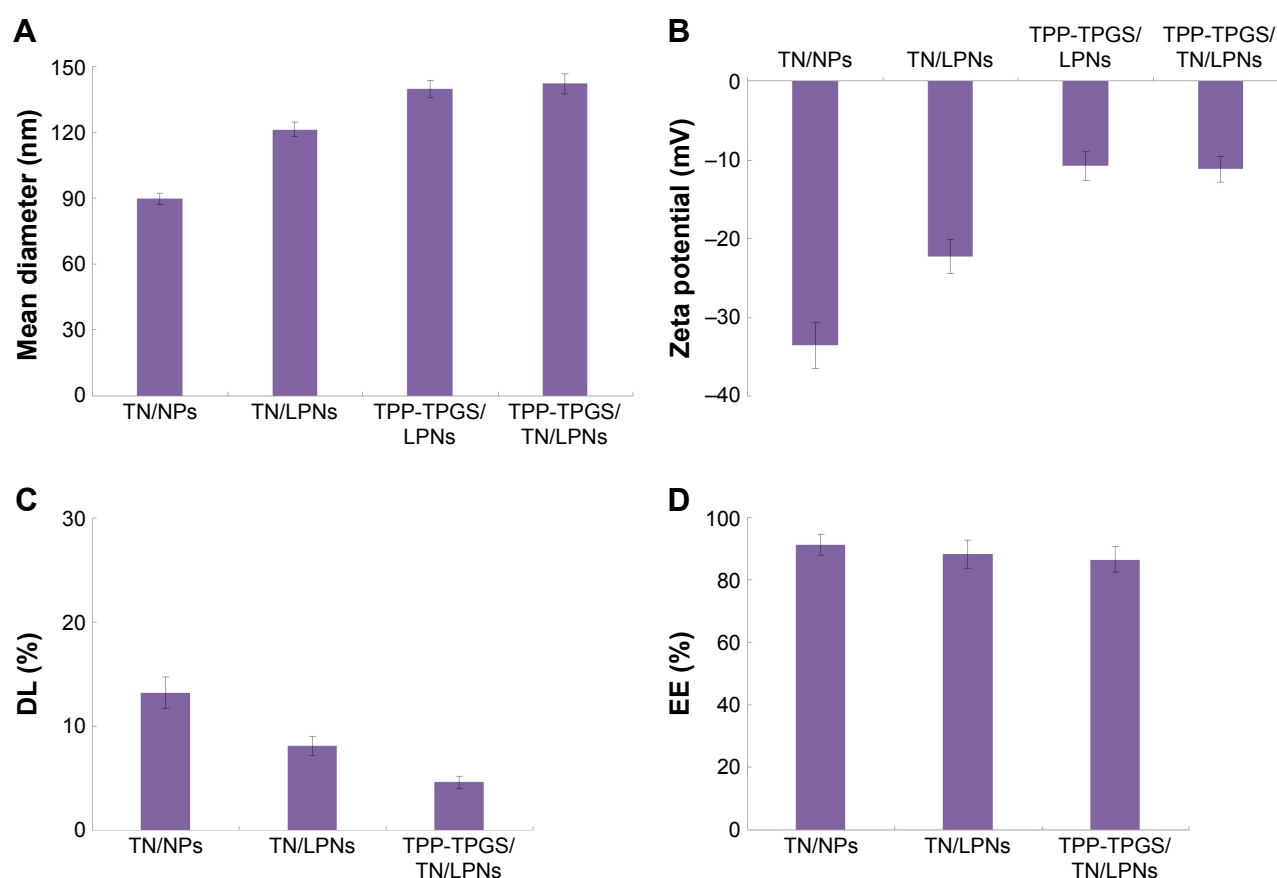 A
Mean diameter (nm)
150
120
90
60
30
0
TN/NPs
TN/LPNs
TPP-TPGS/
LPNs
TPP-TPGS/
TN/LPNs
B
Zeta potential (mV)
TN/NPs
TN/LPNs
TPP-TPGS/
LPNs
TPP-TPGS/
TN/LPNs
0
–10
–20
–30
–40
C
DL (%)
30
20
10
0
TN/NPs
TN/LPNs
TPP-TPGS/
TN/LPNs
D
EE (%)
100
80
60
40
20
0
TN/NPs
TN/LPNs
TPP-TPGS/
TN/LPNs